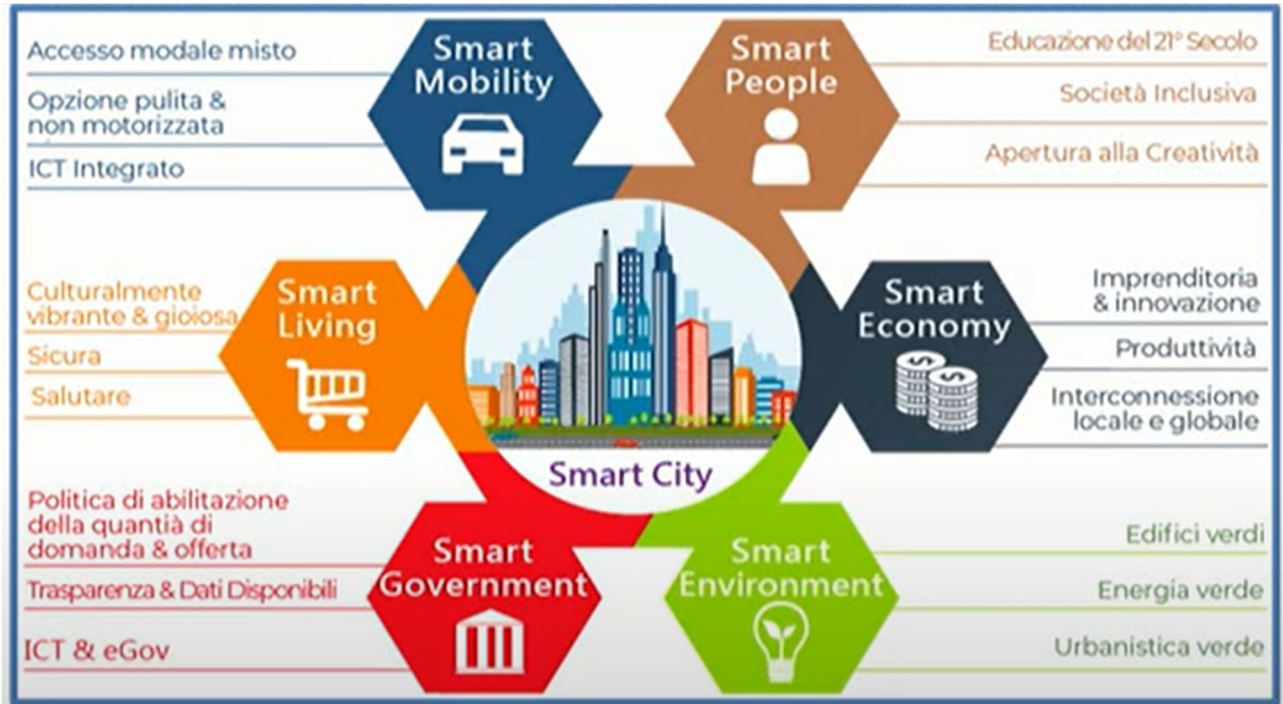 Smart
Mobility
Accesso modale misto
Opzione pulita &
non motorizzata
ICT Integrato
Smart
People
Educazione del 21° Secolo
Società Inclusiva
Apertura alla Creatività
Smart
Living
Culturalmente
vibrante & gioiosa
Sicura
Salutare
Smart
Economy
Imprenditoria
& innovazione
Produttività
Interconnessione
locale e globale
Smart City
Smart
Government
Politica di abilitazione
della quantià di
domanda & offerta
Trasparenza & Dati Disponibili
ICT & eGov
Smart
Environment
Edifici verdi
Energia verde
Urbanistica verde